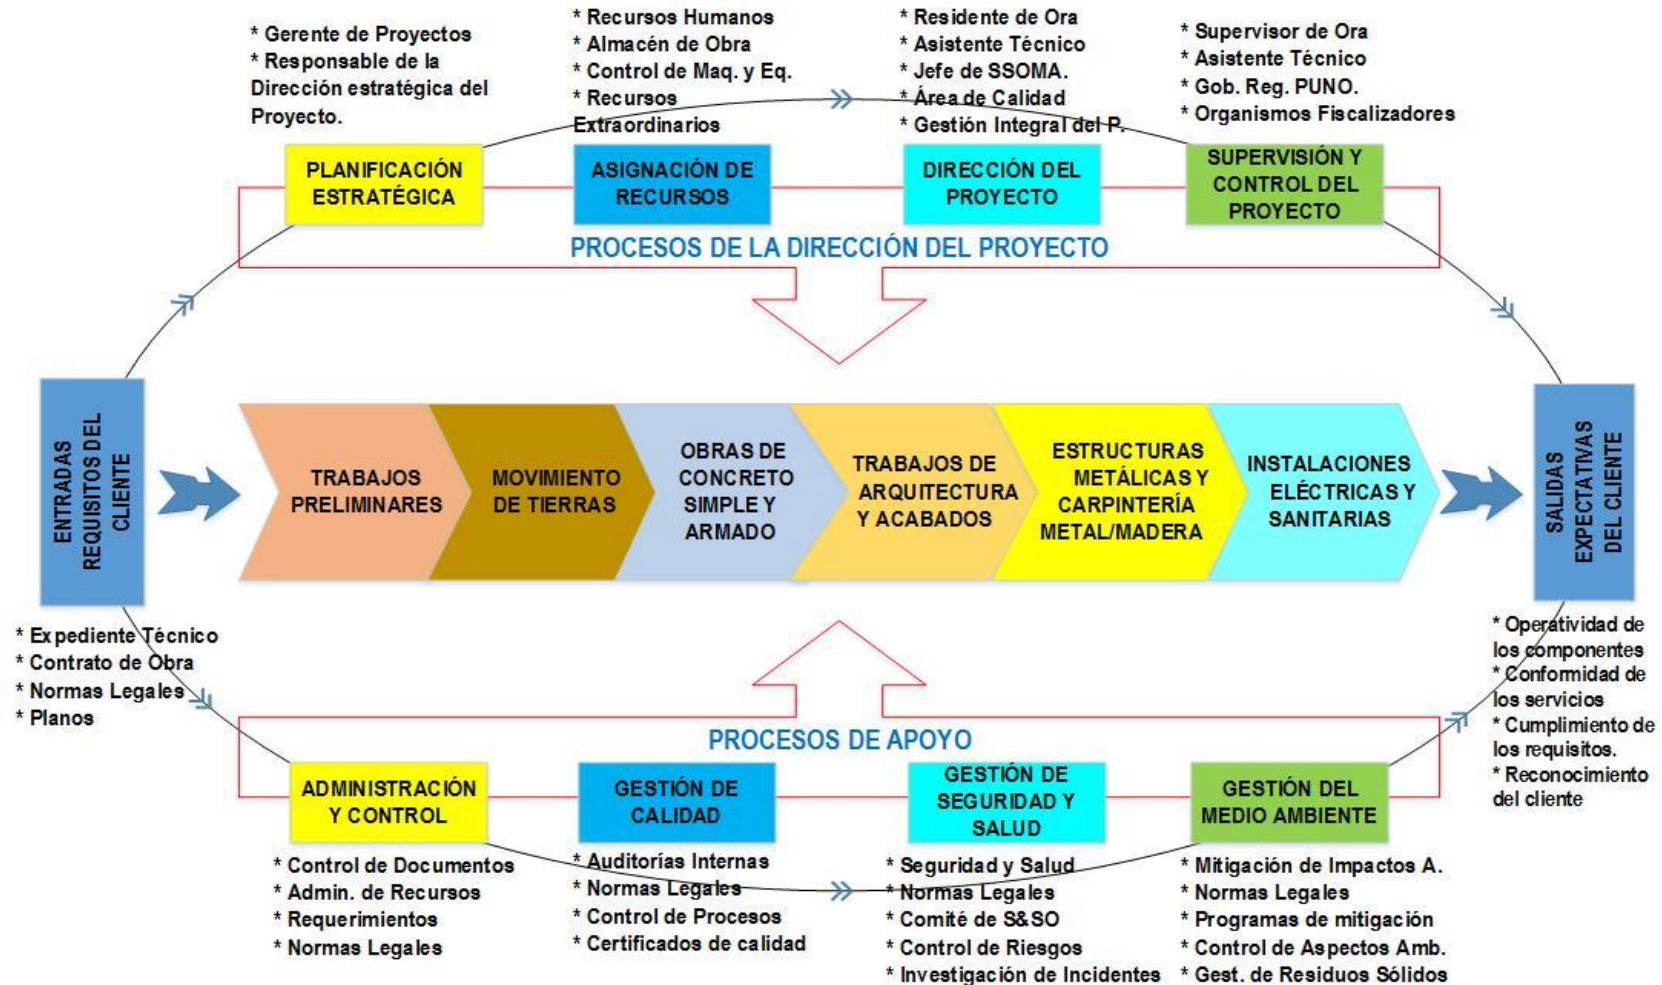 * Gerente de Proyectos
* Responsable de la
Dirección estratégica del
Proyecto.
* Recursos Humanos
* Almacén de Obra
* Control de Maq. y Eq.
* Recursos
Extraordinarios
* Residente de Ora
* Asistente Técnico
* Jefe de SSOMA.
* Área de Calidad
* Gestión Integral del P.
* Supervisor de Ora
* Asistente Técnico
* Gob. Reg. PUNO.
* Organismos Fiscalizadores
PLANIFICACIÓN
ESTRATÉGICA
ASIGNACIÓN DE
RECURSOS
DIRECCIÓN DEL
PROYECTO
SUPERVISIÓN Y
CONTROL DEL
PROYECTO
PROCESOS DE LA DIRECCIÓN DEL PROYECTO
ENTRADAS
REQUISITOS DEL
CLIENTE
TRABAJOS
PRELIMINARES
MOVIMIENTO
DE TIERRAS
OBRAS DE
CONCRETO
SIMPLE Y
ARMADO
TRABAJOS DE
ARQUITECTURA
Y ACABADOS
ESTRUCTURAS
METÁLICAS Y
CARPINTERÍA
METAL/MADERA
INSTALACIONES
ELÉCTRICAS Y
SANITARIAS
SALIDAS
EXPECTATIVAS
DEL CLIENTE
* Expediente Técnico
* Contrato de Obra
* Normas Legales
* Planos
* Operatividad de
los componentes
* Conformidad de
los servicios
* Cumplimiento de
los requisitos.
* Reconocimiento
del cliente
PROCESOS DE APOYO
ADMINISTRACIÓN
Y CONTROL
GESTIÓN DE
CALIDAD
GESTIÓN DE
SEGURIDAD Y
SALUD
GESTIÓN DEL
MEDIO AMBIENTE
* Control de Documentos
* Admin. de Recursos
* Requerimientos
* Normas Legales
* Auditorías Internas
* Normas Legales
* Control de Procesos
* Certificados de calidad
* Seguridad y Salud
* Normas Legales
* Comité de S&SO
* Control de Riesgos
* Investigación de Incidentes
* Mitigación de Impactos A.
* Normas Legales
* Programas de mitigación
* Control de Aspectos Amb.
* Gest. de Residuos Sólidos